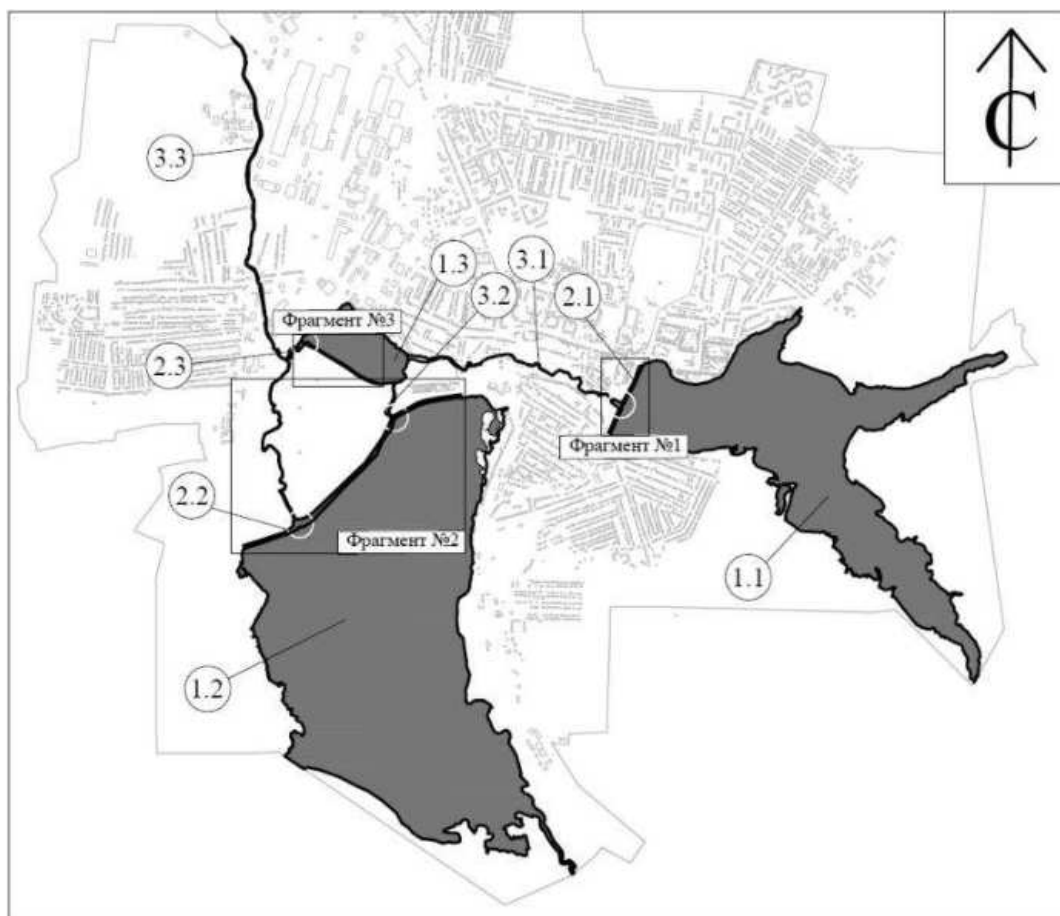 С
3.3
1.3
3.1
3.2
2.1
Фрагмент №3
2.3
Фрагмент №1
2.2
Фрагмент №2
1.1
1.2